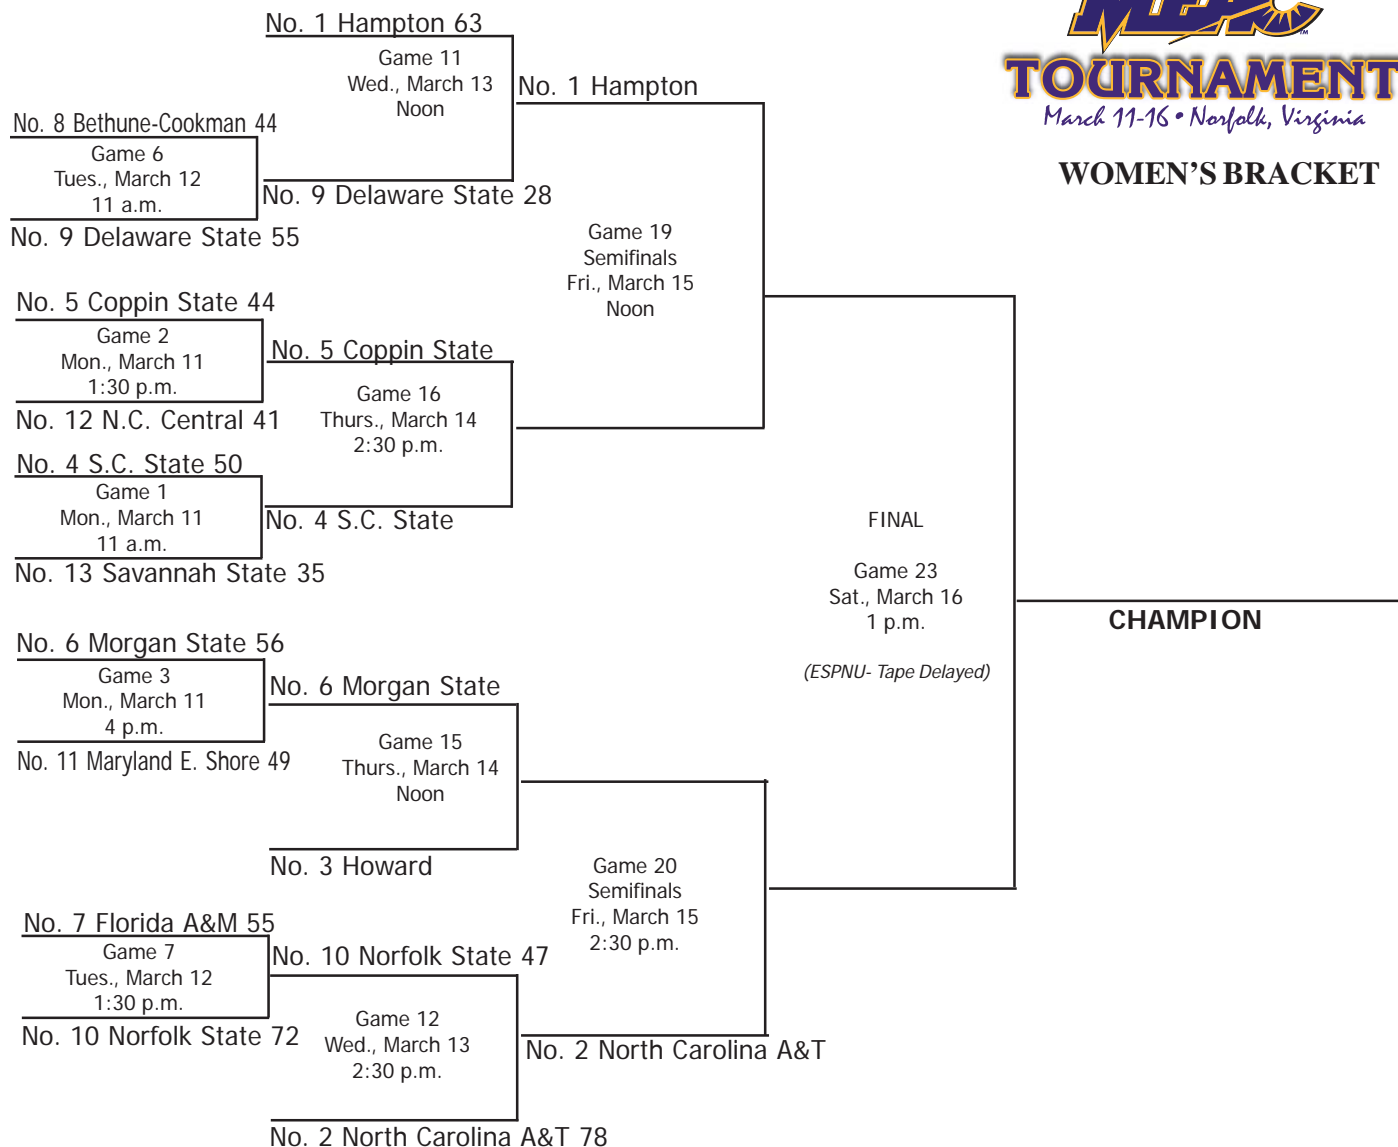 No. 1 Hampton 63
Game 11
Wed., March 13
Noon
No. 1 Hampton
MEAC
TM
TOURNAMENT
March 11-16 • Norfolk, Virginia
WOMEN'S BRACKET
No. 8 Bethune-Cookman 44
Game 6
Tues., March 12
11 a.m.
No. 9 Delaware State 55
No. 9 Delaware State 28
Game 19
Semifinals
Fri., March 15
Noon
No. 5 Coppin State 44
Game 2
Mon., March 11
1:30 p.m.
No. 12 N.C. Central 41
No. 5 Coppin State
Game 16
Thurs., March 14
2:30 p.m.
No. 4 S.C. State 50
Game 1
Mon., March 11
11 a.m.
No. 13 Savannah State 35
No. 4 S.C. State
FINAL
Game 23
Sat., March 16
1 p.m.
(ESPNU- Tape Delayed)
CHAMPION
No. 6 Morgan State 56
Game 3
Mon., March 11
4 p.m.
No. 11 Maryland E. Shore 49
No. 6 Morgan State
Game 15
Thurs., March 14
Noon
No. 3 Howard
Game 20
Semifinals
Fri., March 15
2:30 p.m.
No. 7 Florida A&M 55
Game 7
Tues., March 12
1:30 p.m.
No. 10 Norfolk State 72
No. 10 Norfolk State 47
Game 12
Wed., March 13
2:30 p.m.
No. 2 North Carolina A&T
No. 2 North Carolina A&T 78